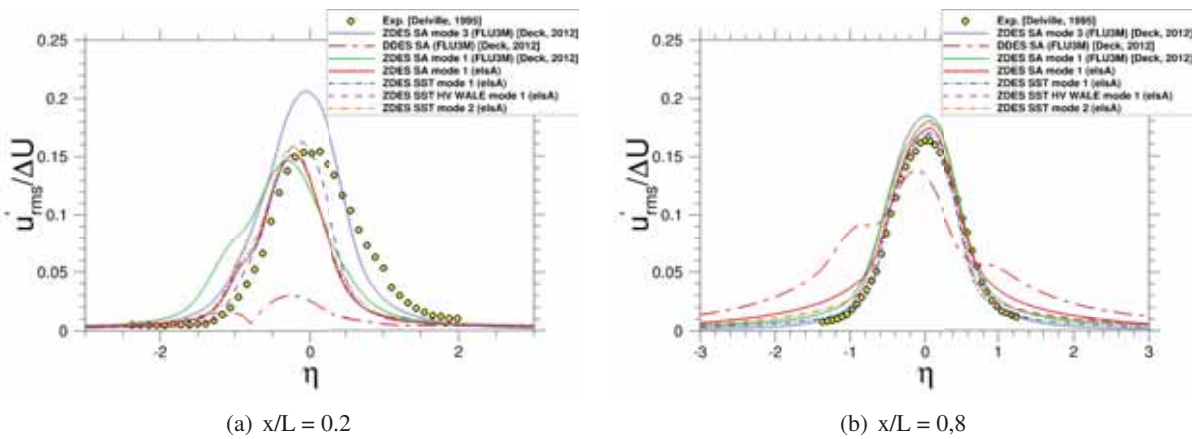 Exp. [Delville, 1995]
ZDES SA mode 3 (FLU3M) [Deck, 2012]
DDES SA (FLU3M) [Deck, 2012]
ZDES SA mode 1 (FLU3M) [Deck, 2012]
ZDES SA mode 1 (elsA)
ZDES SST mode 1 (elsA)
ZDES SST HV WALE mode 1 (elsA)
ZDES SST mode 2 (elsA)
0.25
0.2
0.15
0.1
0.05
0
u'rms/ΔU
-2 0 2
η
(a) x/L = 0.2
Exp. [Delville, 1995]
ZDES SA mode 3 (FLU3M) [Deck, 2012]
DDES SA (FLU3M) [Deck, 2012]
ZDES SA mode 1 (FLU3M) [Deck, 2012]
ZDES SA mode 1 (elsA)
ZDES SST mode 1 (elsA)
ZDES SST HV WALE mode 1 (elsA)
ZDES SST mode 2 (elsA)
0.25
0.2
0.15
0.1
0.05
0
u'rms/ΔU
-3 -2 -1 0 1 2 3
η
(b) x/L = 0,8